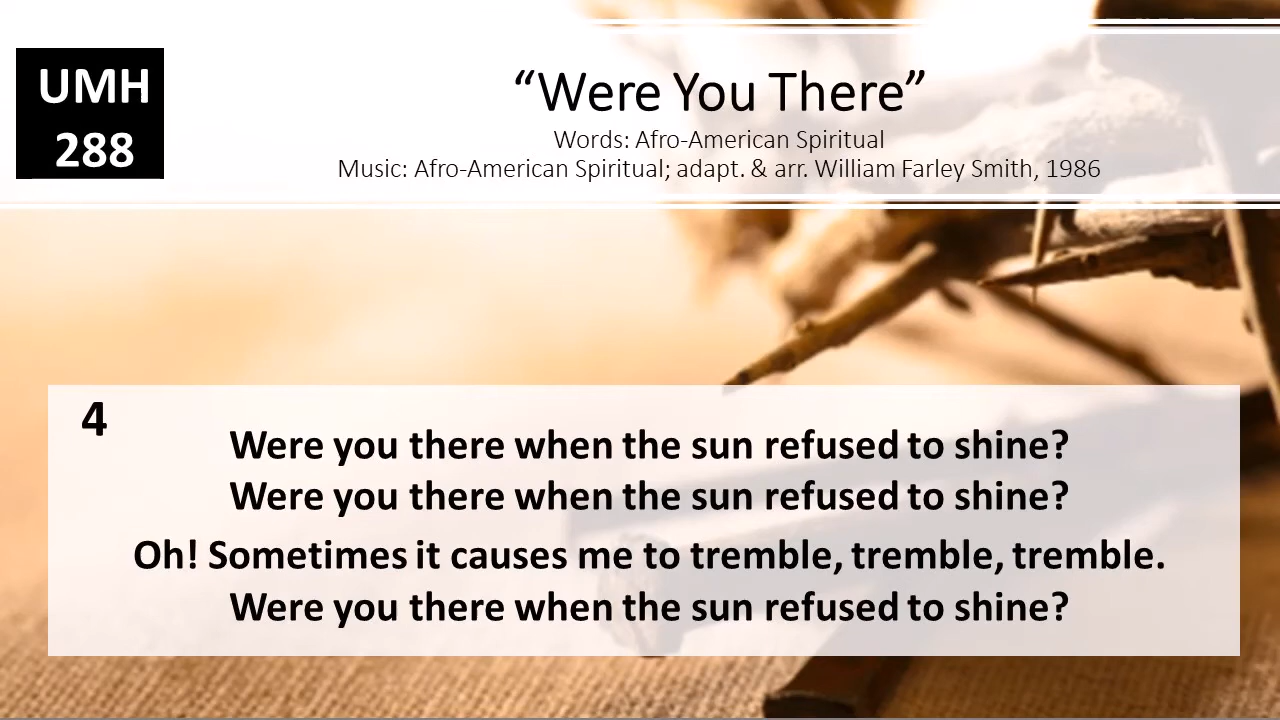 UMH
288
“Were You There”
Words: Afro-American Spiritual
Music: Afro-American Spiritual; adapt. & arr. William Farley Smith, 1986
4
Were you there when the sun refused to shine?
Were you there when the sun refused to shine?
Oh! Sometimes it causes me to tremble, tremble, tremble.
Were you there when the sun refused to shine?